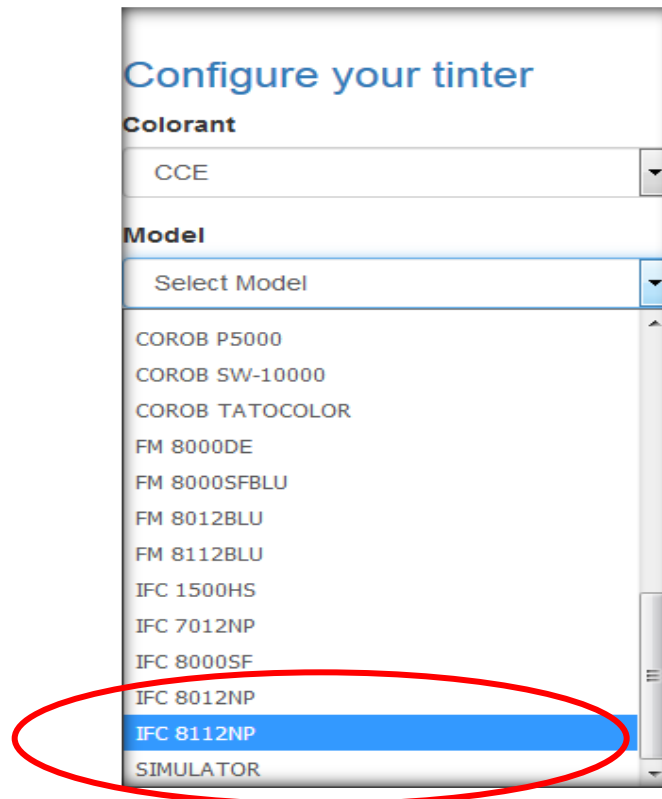 Configure your tinter
Colorant
CCE
Model
Select Model
COROB P5000
COROB SW-10000
COROB TATOCOLOR
FM 8000DE
FM 8000SFBLU
FM 8012BLU
FM 8112BLU
IFC 1500HS
IFC 7012NP
IFC 8000SF
IFC 8012NP
IFC 8112NP
SIMULATOR